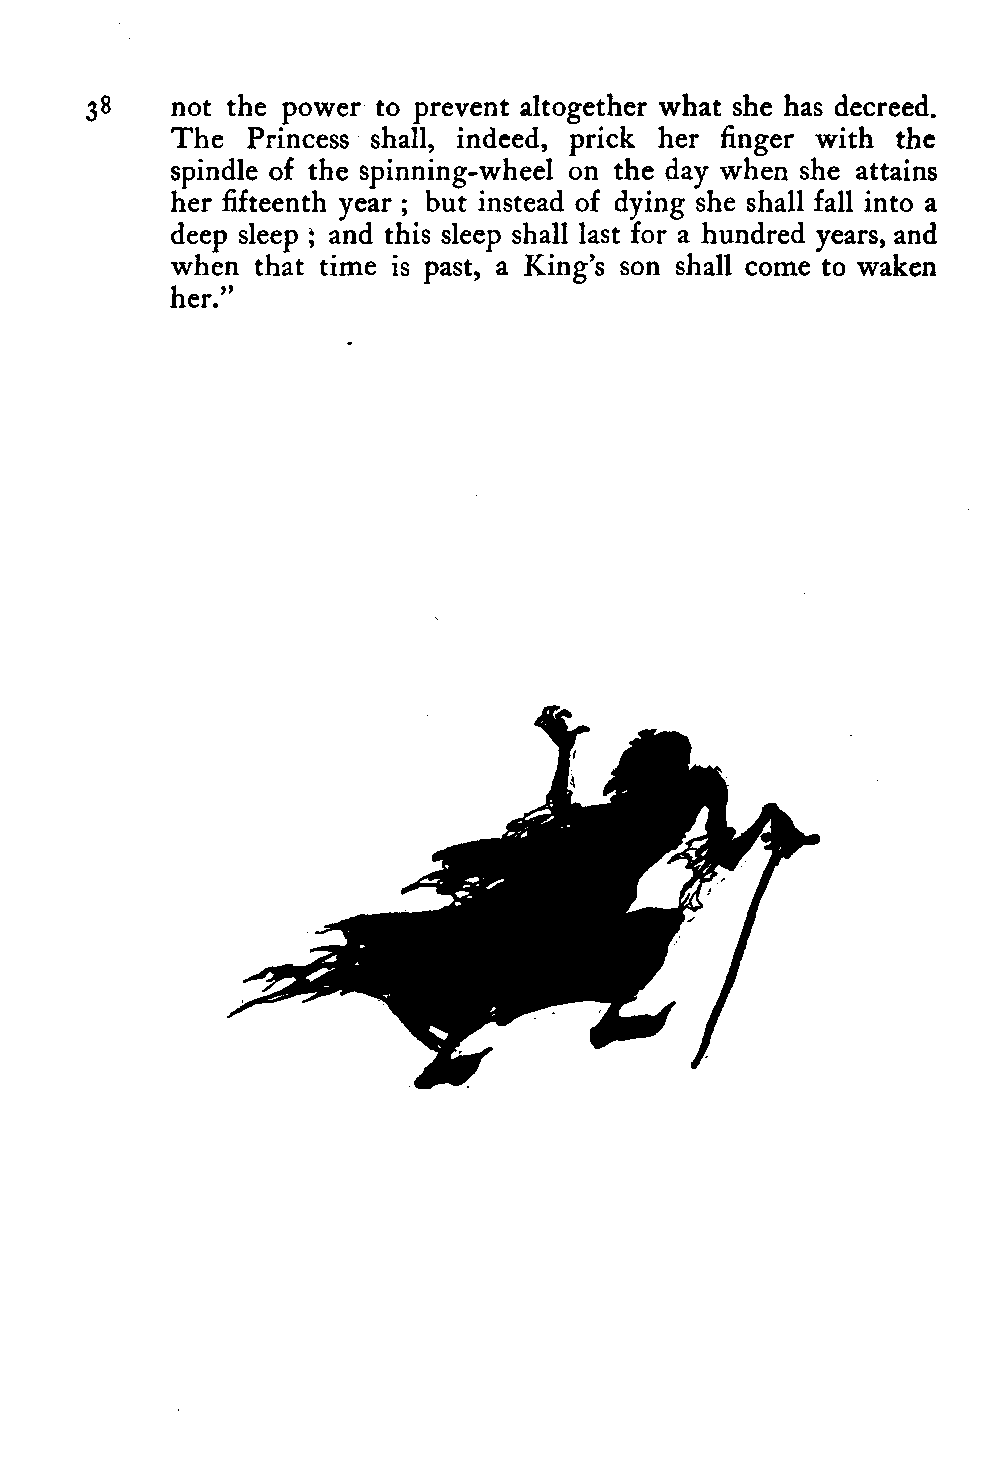 38 not the power to prevent altogether what she has decreed.
The Princess shall, indeed, prick her finger with the
spindle of the spinning-wheel on the day when she attains
her fifteenth year ; but instead of dying she shall fall into a
deep sleep ; and this sleep shall last for a hundred years, and
when that time is past, a King's son shall come to waken
her."